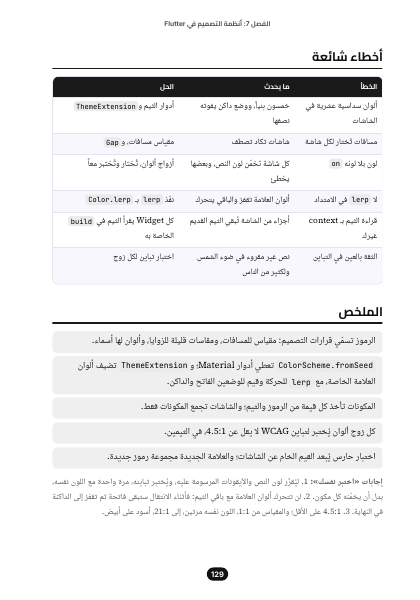 الفصل 7: أنظمة التصميم في Flutter
أخطاء شائعة
الخطأ ما يحدث الحل
ألوان سداسية عشرية في خمسون بنياً، ووضع داكن يفوته أدوار الثيم و ThemeExtension
الشاشات نصفها
مسافات تُختار لكل شاشة شاشات تكاد تصطف مقياس مسافات، و Gap
لون بلا لونه on كل شاشة تخمّن لون النص، وبعضها أزواج ألوان، تُختار وتُختبر معاً
يخطئ
لا lerp في الامتداد ألوان العلامة تقفز والباقي يتحرك نفّذ lerp بـ Color.lerp
قراءة الثيم بـ context أجزاء من الشاشة تُبقي الثيم القديم كل Widget يقرأ الثيم في build
غيرك الخاصة به
الثقة بالعين في التباين نص غير مقروء في ضوء الشمس اختبار تباين لكل زوج
ولكثير من الناس
الملخص
الرموز تسمّي قرارات التصميم؛ مقياس للمسافات، ومقاسات قليلة للزوايا، وألوان لها أسماء.
ColorScheme.fromSeed تعطي أدوار Material؛ و ThemeExtension تضيف ألوان
العلامة الخاصة، مع lerp للحركة وقيم للوضعين الفاتح والداكن.
المكونات تأخذ كل قيمة من الرموز والثيم؛ والشاشات تجمع المكونات فقط.
كل زوج ألوان يُختبر لتباين WCAG لا يقل عن 4.5:1، في الثيمين.
اختبار حارس يُبعد القيم الخام عن الشاشات؛ والعلامة الجديدة مجموعة رموز جديدة.
إجابات «اختبر نفسك»: 1. ليُقرَّر لون النص والأيقونات المرسومة عليه، ويُختبر تباينه، مرة واحدة مع اللون نفسه،
بدل أن يخمّنه كل مكون. 2. لن تتحرك ألوان العلامة مع باقي الثيم؛ فأثناء الانتقال ستبقى فاتحة ثم تقفز إلى الداكنة
في النهاية. 3. 4.5:1 على الأقل؛ والمقياس من 1:1، اللون نفسه مرتين، إلى 21:1، أسود على أبيض.
129